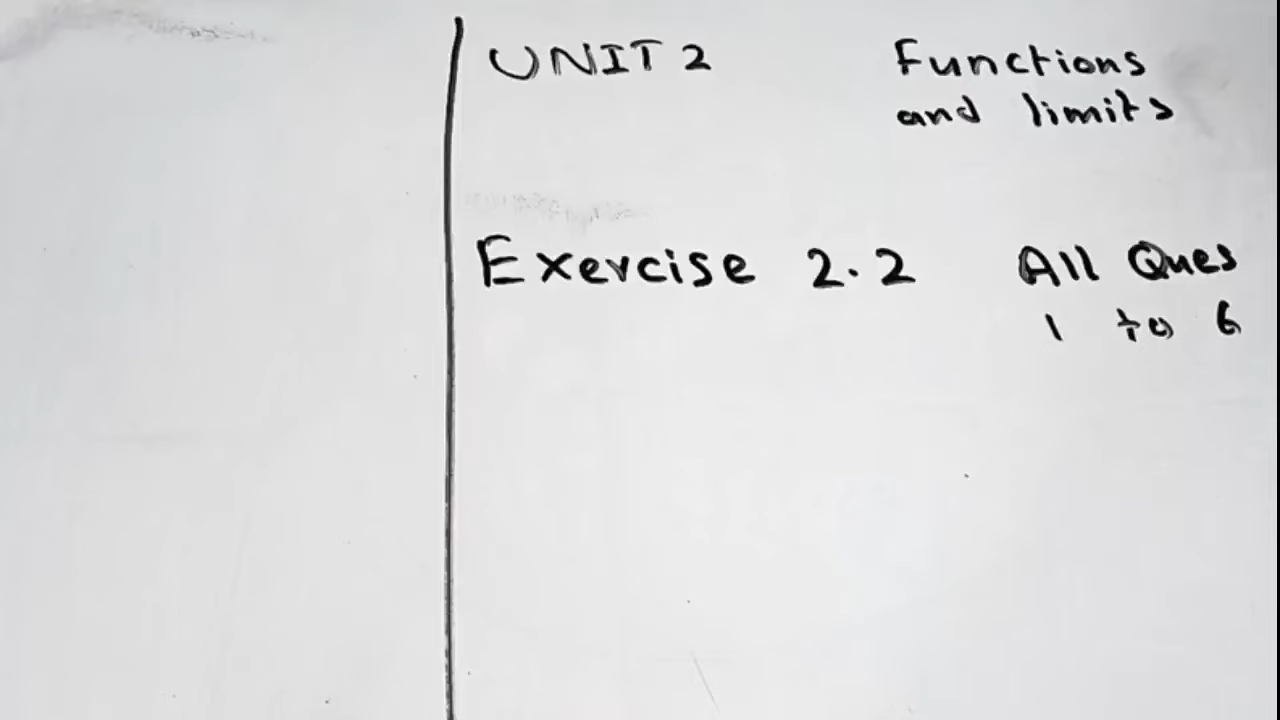 UNIT 2 Functions
and limits
Exercise 2.2 All Ques
1 to 6